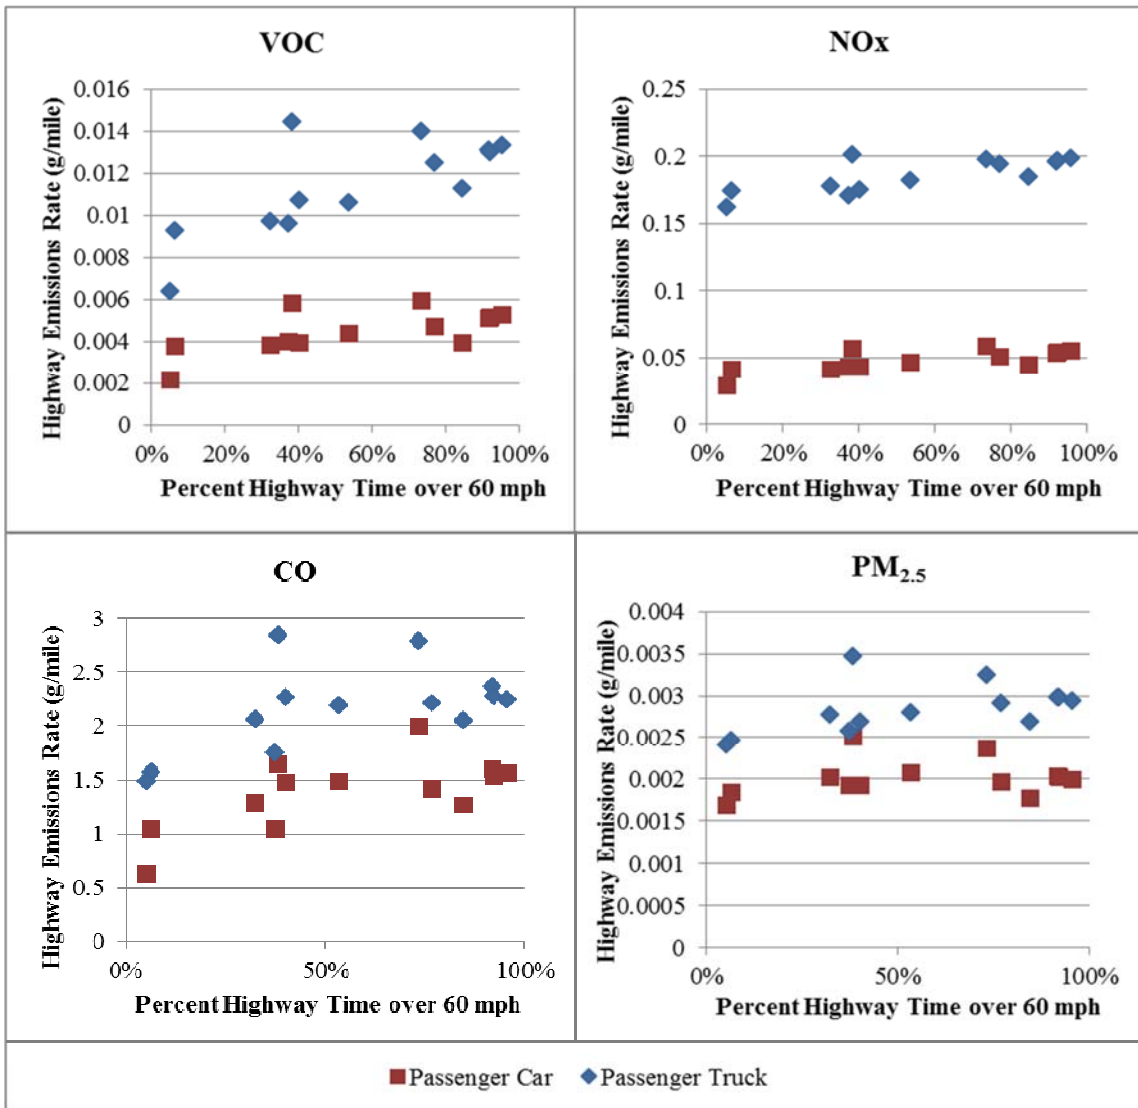 VOC
Highway Emissions Rate (g/mile)
0.016
0.014
0.012
0.01
0.008
0.006
0.004
0.002
0
0% 20% 40% 60% 80% 100%
Percent Highway Time over 60 mph
NOx
Highway Emissions Rate (g/mile)
0.25
0.2
0.15
0.1
0.05
0
0% 20% 40% 60% 80% 100%
Percent Highway Time over 60 mph
CO
Highway Emissions Rate (g/mile)
3
2.5
2
1.5
1
0.5
0
0% 50% 100%
Percent Highway Time over 60 mph
PM2.5
Highway Emissions Rate (g/mile)
0.004
0.0035
0.003
0.0025
0.002
0.0015
0.001
0.0005
0
0% 50% 100%
Percent Highway Time over 60 mph
Passenger Car Passenger Truck